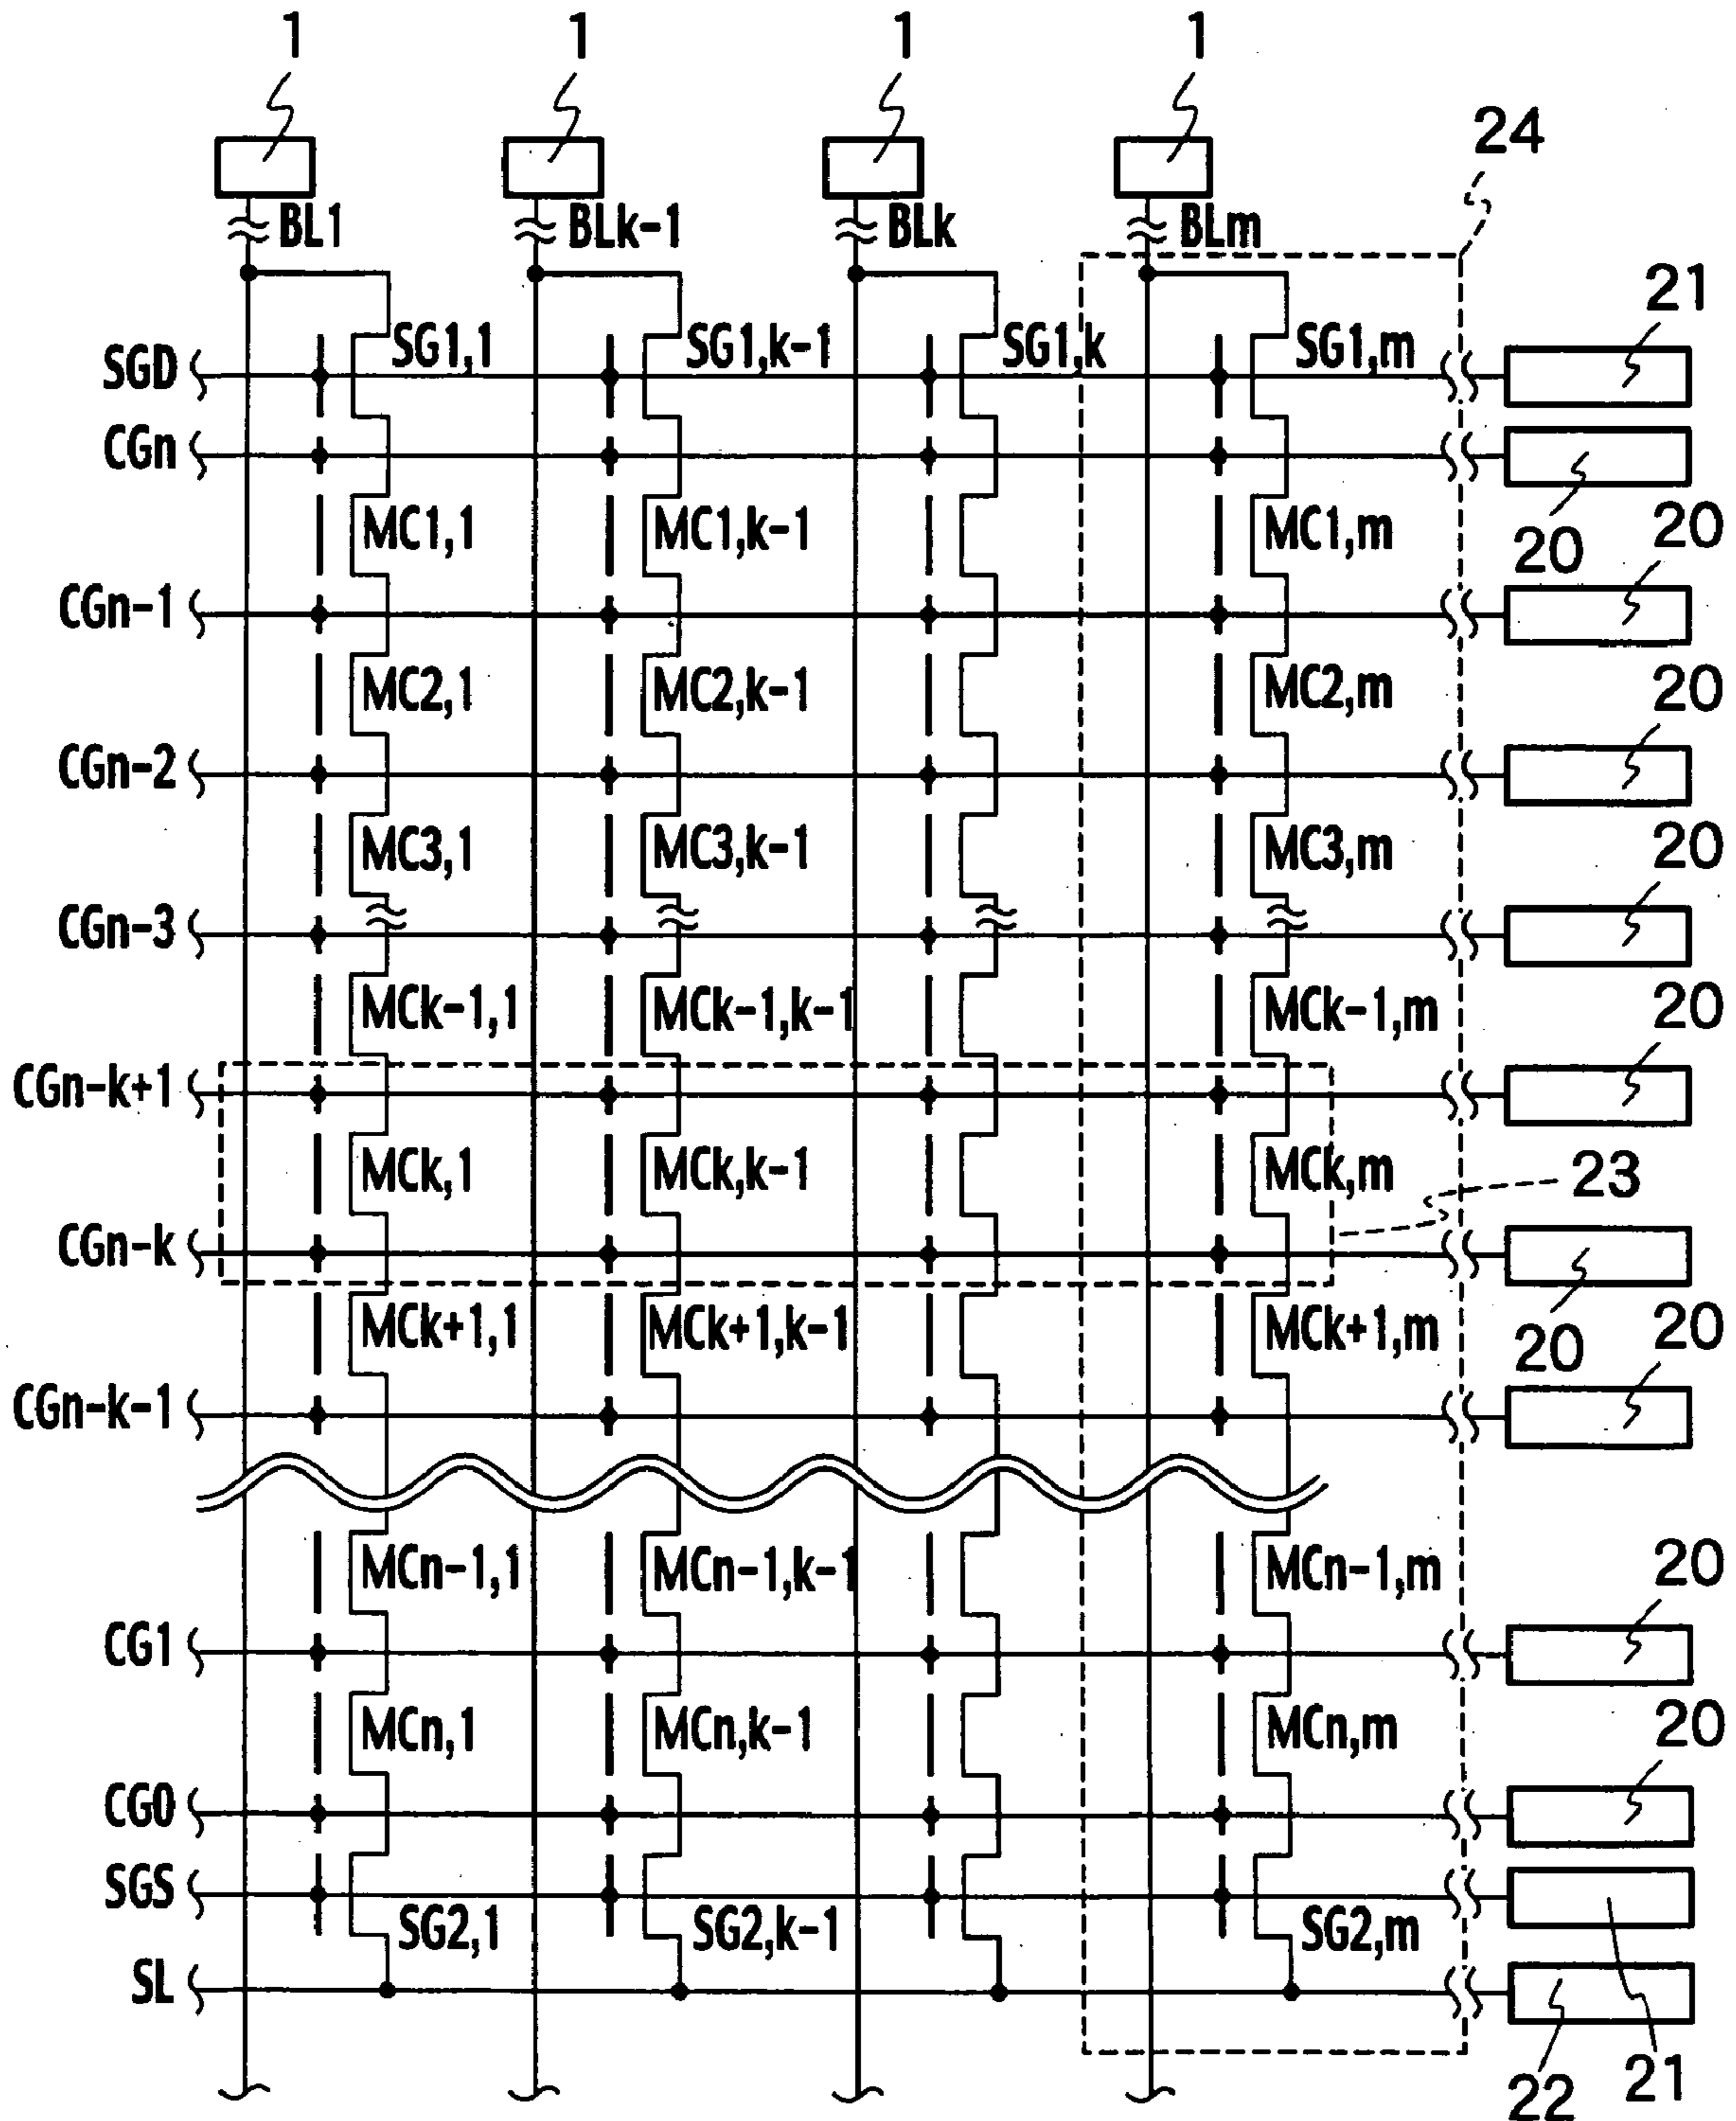 1 1 1 1
24
BL1 BLk-1 BLk BLm
21
SGD SG1,1 SG1,k-1 SG1,k SG1,m
CGn
20 20
MC1,1 MC1,k-1 MC1,m
CGn-1
20
MC2,1 MC2,k-1 MC2,m
CGn-2
20
MC3,1 MC3,k-1 MC3,m
CGn-3
20
MCk-1,1 MCk-1,k-1 MCk-1,m
CGn-k+1
MCk,1 MCk,k-1 MCk,m 23
CGn-k
20 20
MCk+1,1 MCk+1,k-1 MCk+1,m
CGn-k-1
MCn-1,1 MCn-1,k-1 MCn-1,m 20
CG1
MCn,1 MCn,k-1 MCn,m 20
CG0
SGS
SG2,1 SG2,k-1 SG2,m
SL
22 21